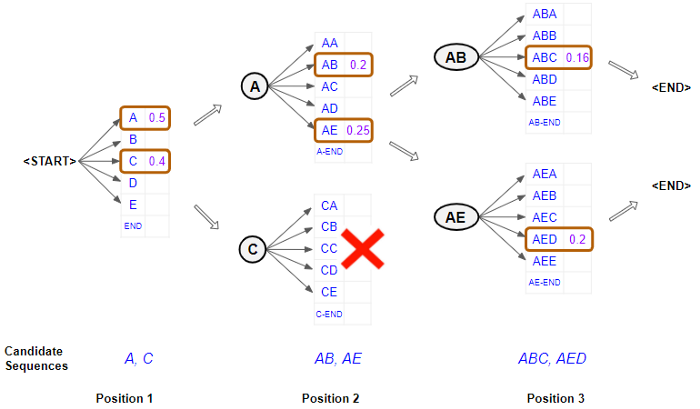 <START>
A 0.5
B
C 0.4
D
E
END
A
AA
AB 0.2
AC
AD
AE 0.25
A-END
C
CA
CB
CC
CD
CE
C-END
AB
ABA
ABB
ABC 0.16
ABD
ABE
AB-END
<END>
AE
AEA
AEB
AEC
AED 0.2
AEE
AE-END
<END>
Candidate
Sequences
A, C
AB, AE
ABC, AED
Position 1
Position 2
Position 3